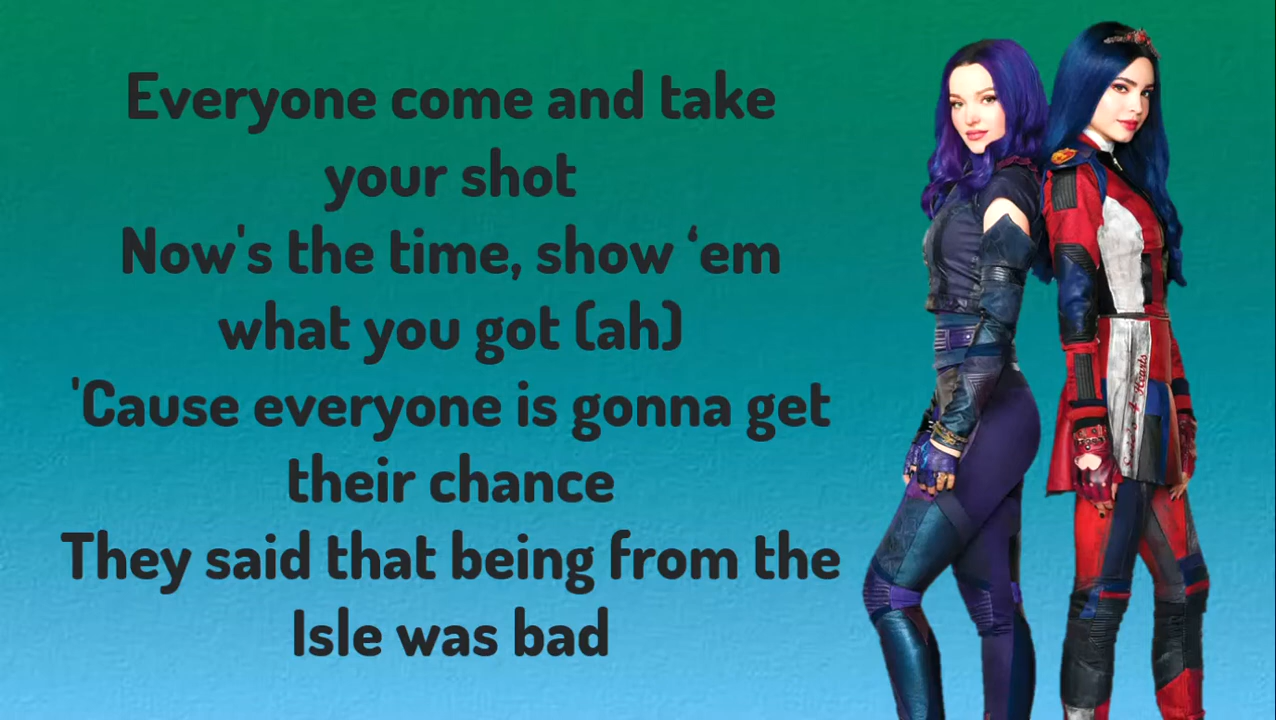 Everyone come and take
your shot
Now's the time, show ‘em
what you got (ah)
'Cause everyone is gonna get
their chance
They said that being from the
Isle was bad